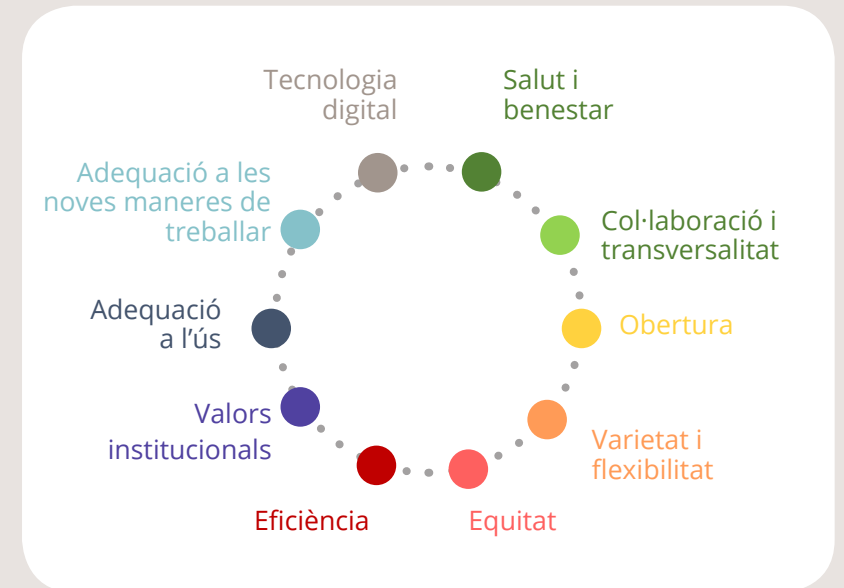 Tecnologia
digital
Salut i
benestar
Adequació a les
noves maneres de
treballar
Col·laboració i
transversalitat
Adequació
a l’ús
Obertura
Valors
institucionals
Varietat i
flexibilitat
Eficiència
Equitat